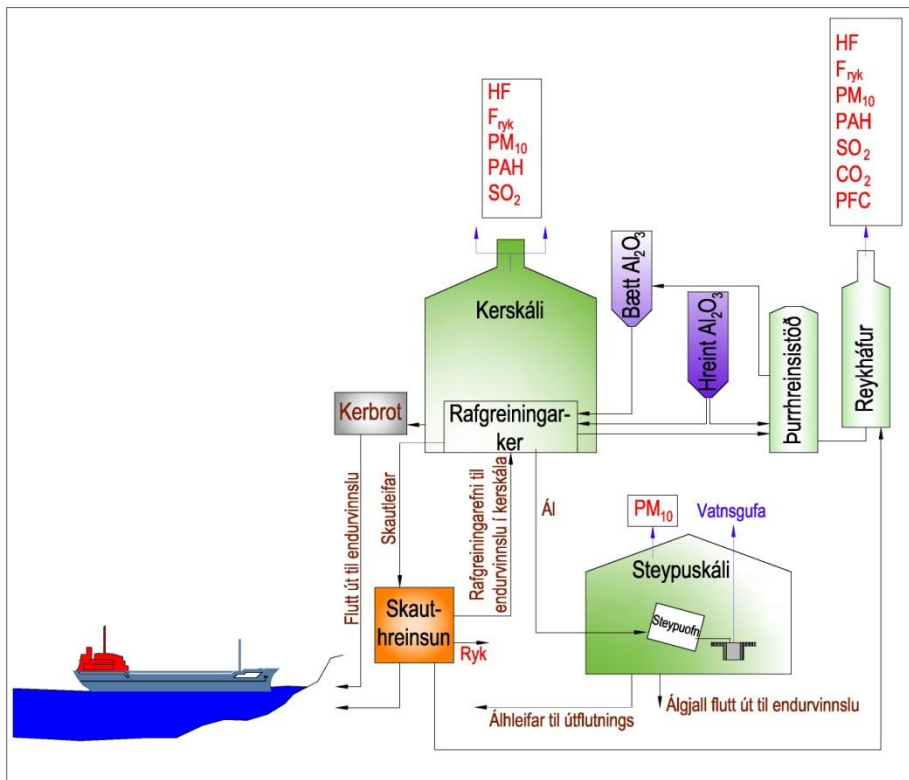 HF
Fryk
PM10
PAH
SO2
HF
Fryk
PM10
PAH
SO2
CO2
PFC
Kerskáli
Bætt Al2O3
Hreint Al2O3
Þurrhreinsistöð
Reykháfur
Kerbrot
Rafgreiningar-
ker
Flutt út til endurvinnslu
Skautleifar
Rafgreiningarefni til
endurvinnslu í kerskála
Ál
PM10
Vatnsgufa
Steypuskáli
Steypuofn
Skaut-
hreinsun
Ryk
Álhleifar til útflutnings
Álgjall flutt út til endurvinnslu